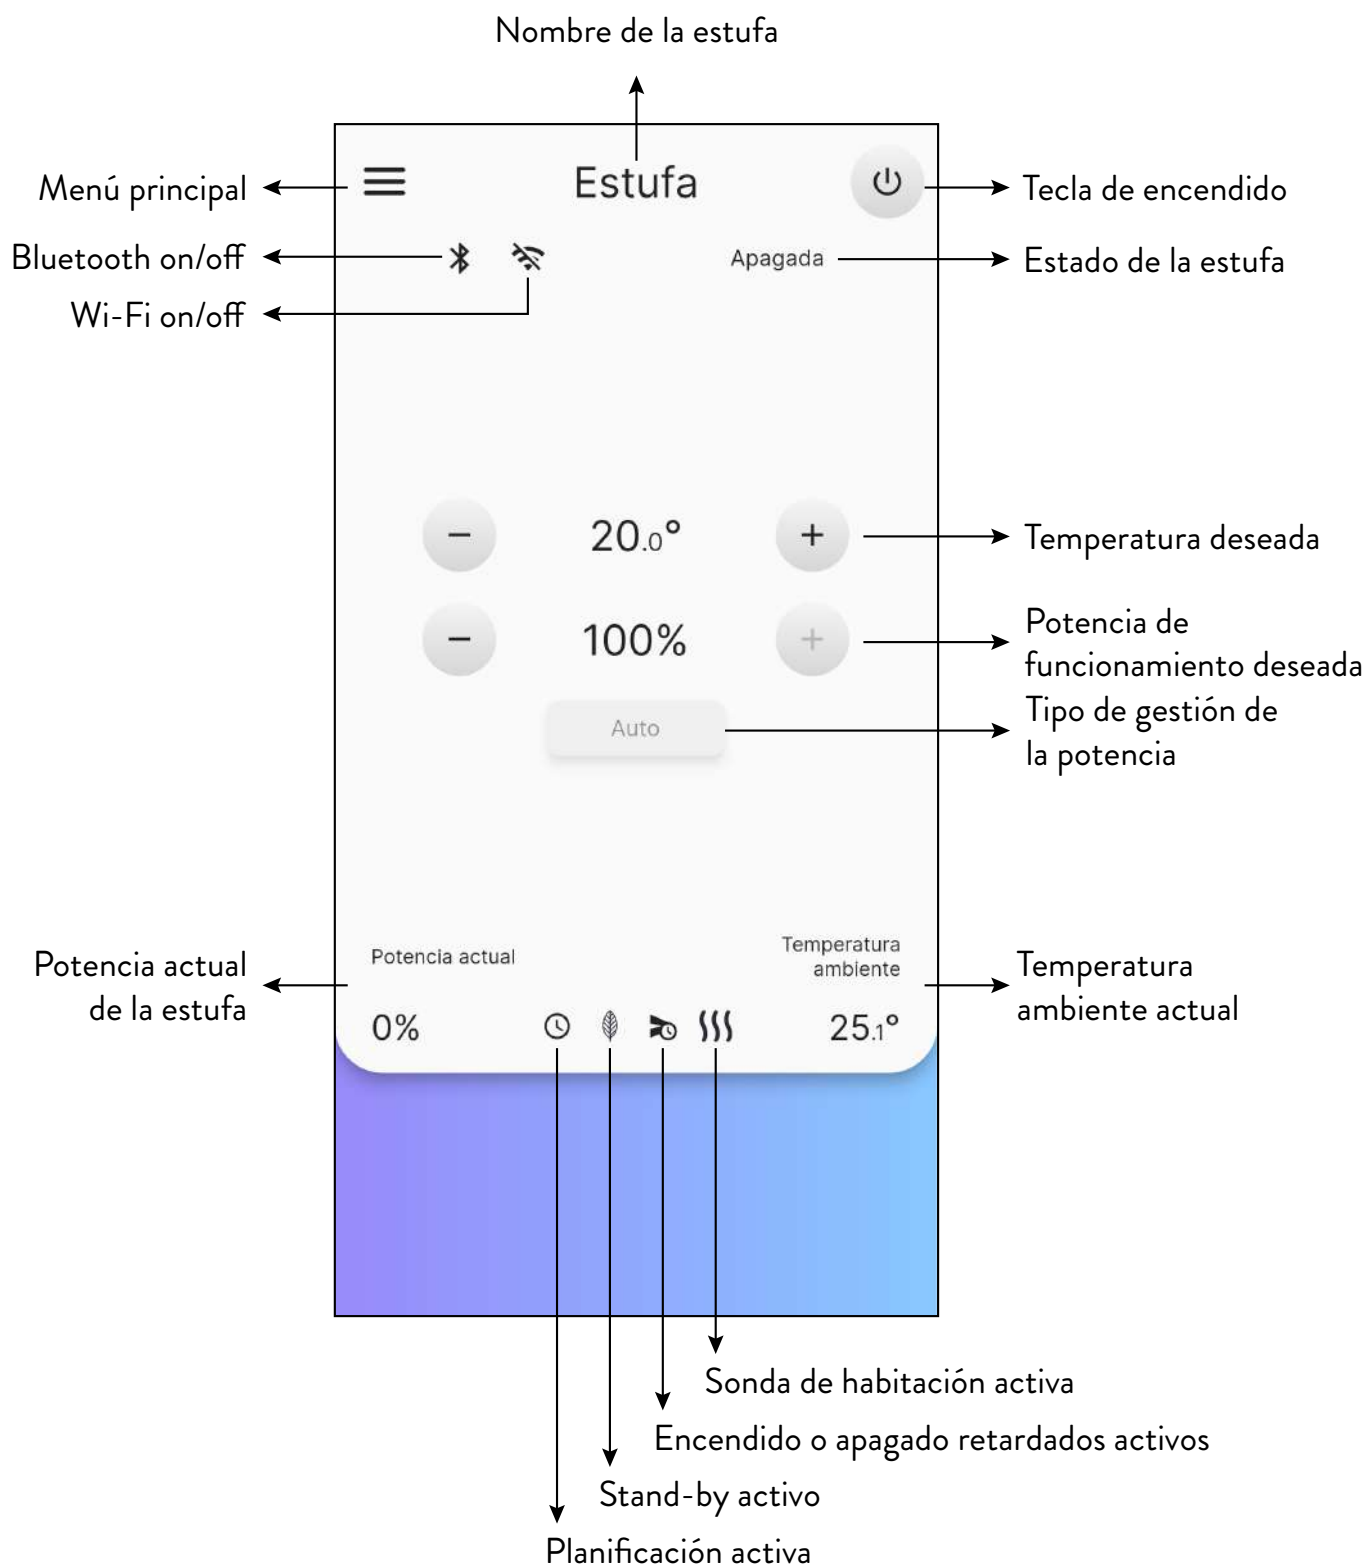 Nombre de la estufa
Menú principal
Estufa
Tecla de encendido
Bluetooth on/off
Apagada
Estado de la estufa
Wi-Fi on/off
20.0°
Temperatura deseada
100%
Potencia de
funcionamiento deseada
Auto
Tipo de gestión de
la potencia
Potencia actual
de la estufa
Potencia actual
0%
Temperatura
ambiente
25.1°
Temperatura
ambiente actual
Sonda de habitación activa
Encendido o apagado retardados activos
Stand-by activo
Planificación activa